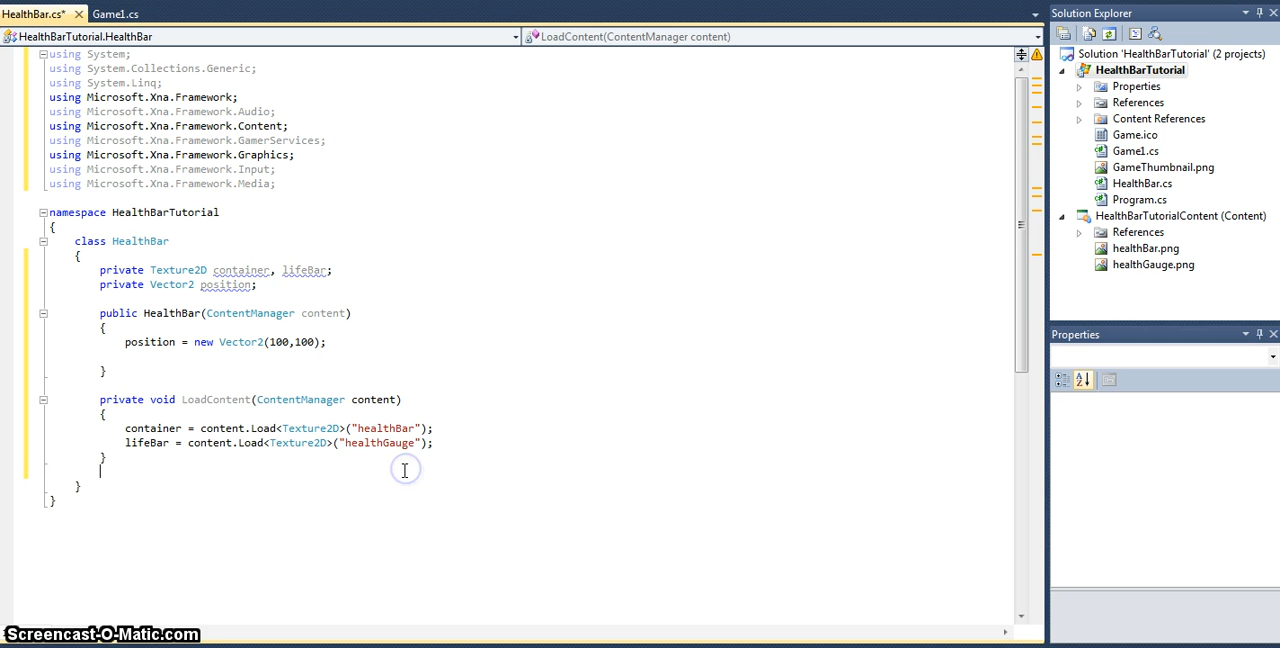 HealthBar.cs* Game1.cs
HealthBarTutorial.HealthBar LoadContent(ContentManager content)
using System;
using System.Collections.Generic;
using System.Linq;
using Microsoft.Xna.Framework;
using Microsoft.Xna.Framework.Audio;
using Microsoft.Xna.Framework.Content;
using Microsoft.Xna.Framework.GamerServices;
using Microsoft.Xna.Framework.Graphics;
using Microsoft.Xna.Framework.Input;
using Microsoft.Xna.Framework.Media;
namespace HealthBarTutorial
{
class HealthBar
{
private Texture2D container, lifeBar;
private Vector2 position;
public HealthBar(ContentManager content)
{
position = new Vector2(100,100);
}
private void LoadContent(ContentManager content)
{
container = content.Load<Texture2D>("healthBar");
lifeBar = content.Load<Texture2D>("healthGauge");
}
}
}
Screencast-O-Matic.com
Solution Explorer
Solution 'HealthBarTutorial' (2 projects)
HealthBarTutorial
Properties
References
Content References
Game.ico
Game1.cs
GameThumbnail.png
HealthBar.cs
Program.cs
HealthBarTutorialContent (Content)
References
healthBar.png
healthGauge.png
Properties